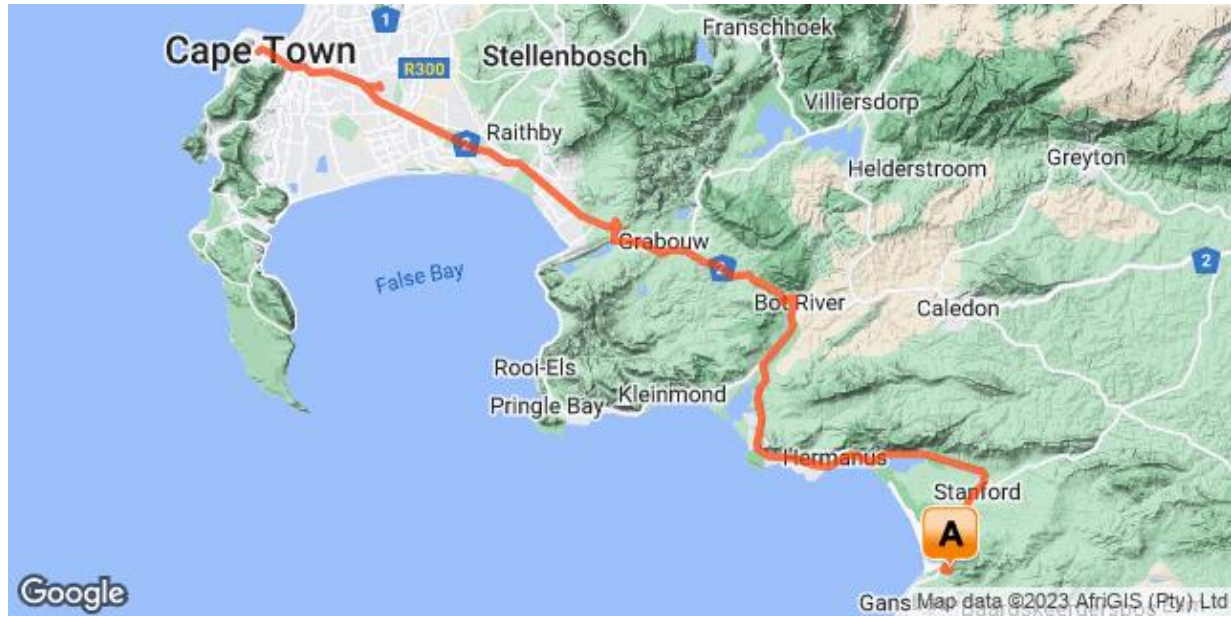 1
Franschhoek
Cape Town
Stellenbosch
R300
Villiersdorp
Raithby
2
Greyton
Helderstroom
Grabouw
False Bay
2
2
Bot River
Caledon
Rooi-Els
Kleinmond
Pringle Bay
Hermanus
Stanford
A
Google
Gans
Map data ©2023 AfriGIS (Pty) Ltd